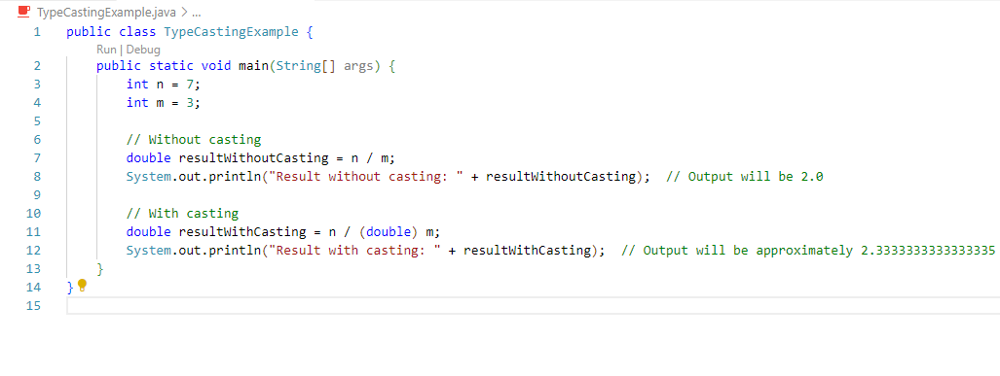 TypeCastingExample.java > ...
1 public class TypeCastingExample {
Run | Debug
2 public static void main(String[] args) {
3 int n = 7;
4 int m = 3;
5
6 // Without casting
7 double resultWithoutCasting = n / m;
8 System.out.println("Result without casting: " + resultWithoutCasting);  // Output will be 2.0
9
10 // With casting
11 double resultWithCasting = n / (double) m;
12 System.out.println("Result with casting: " + resultWithCasting);  // Output will be approximately 2.3333333333333335
13 }
14 }
15